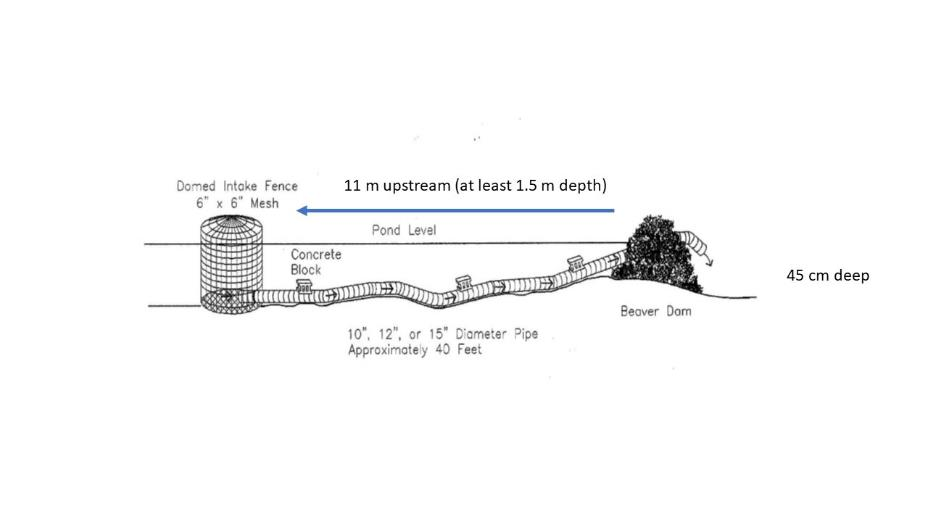 Domed Intake Fence
6" x 6" Mesh
11 m upstream (at least 1.5 m depth)
Pond Level
Concrete
Block
45 cm deep
Beaver Dam
10", 12", or 15" Diameter Pipe
Approximately 40 Feet